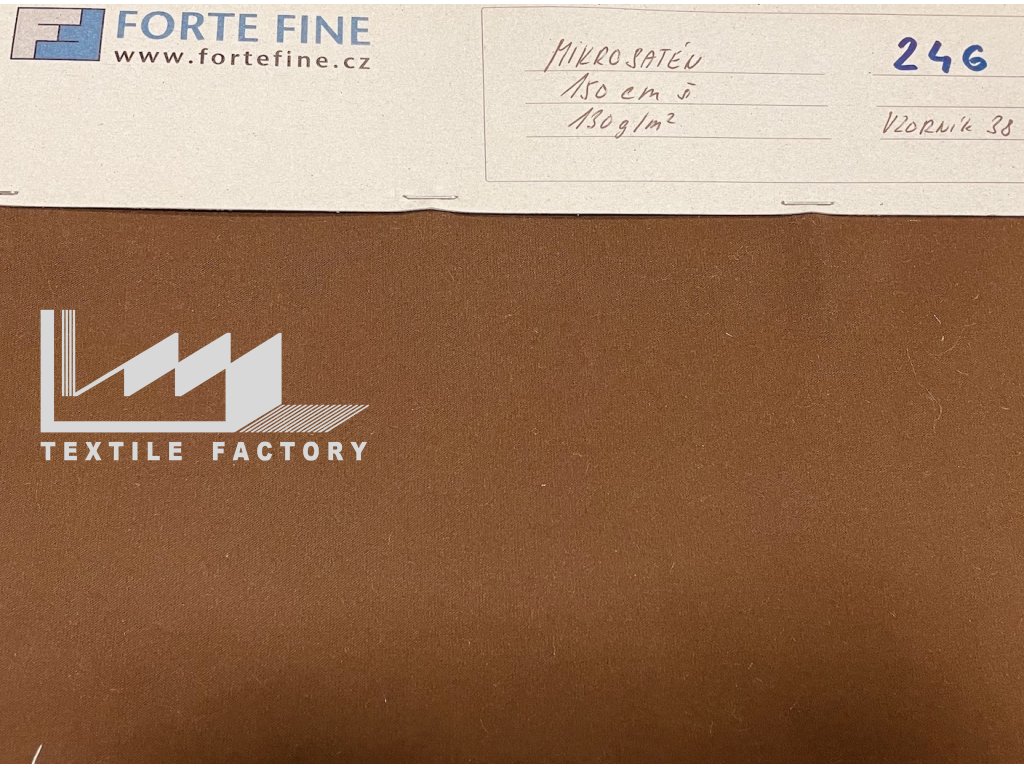 FORTE FINE
www.fortefine.cz
MIKROSATÉN
150 cm š
130 g/m²
246
VZORNÍK 38
TEXTILE FACTORY